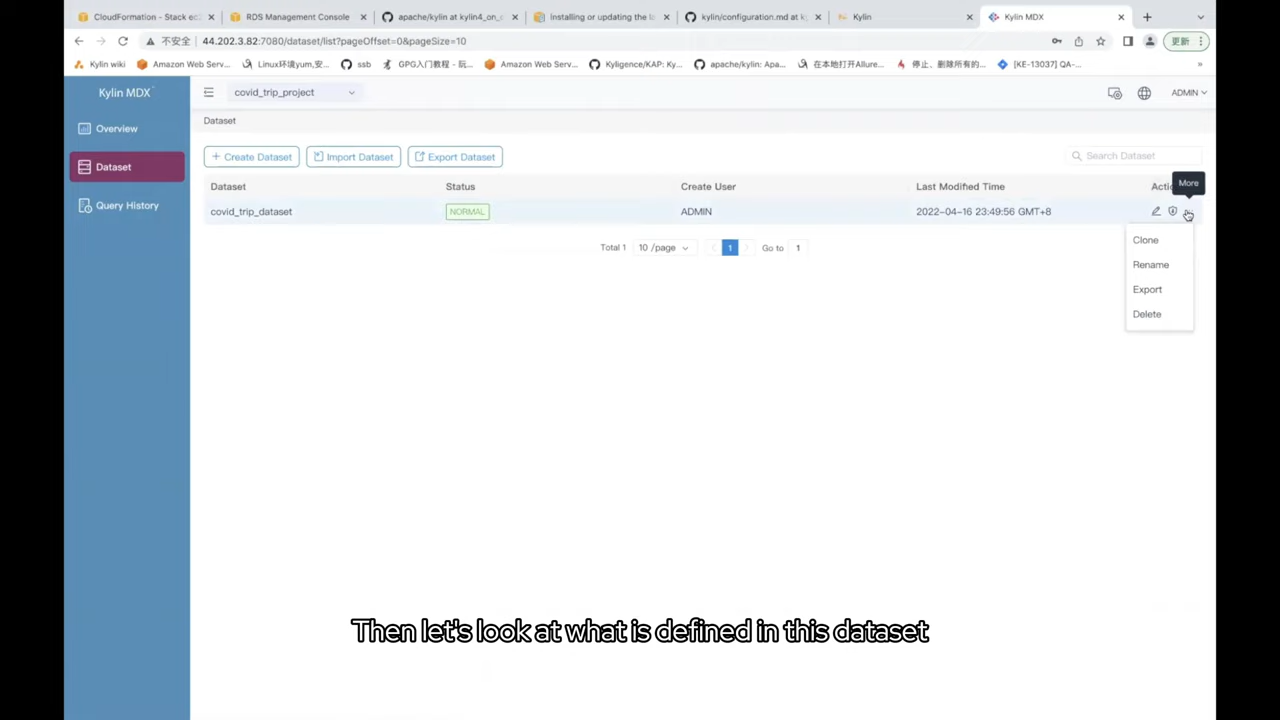 CloudFormation - Stack ec2
RDS Management Console
apache/kylin at kylin4_on_c
Installing or updating the la
kylin/configuration.md at k
Kylin
Kylin MDX
不安全
44.202.3.82:7080/dataset/list?pageOffset=0&pageSize=10
更新
Kylin wiki
Amazon Web Serv...
Linux环境yum,安...
ssb
GPG入门教程 - 阮...
Amazon Web Serv...
Kyligence/KAP: Ky...
apache/kylin: Apa...
在本地打开Allure...
停止、删除所有的...
[KE-13037] QA-...
»
Kylin MDX
covid_trip_project
ADMIN
Overview
Dataset
Query History
Dataset
+ Create Dataset
Import Dataset
Export Dataset
Search Dataset
Dataset
Status
Create User
Last Modified Time
Actio
More
covid_trip_dataset
NORMAL
ADMIN
2022-04-16 23:49:56 GMT+8
Clone
Rename
Export
Delete
Total 1
10 /page
1
Go to
1
Then let's look at what is defined in this dataset